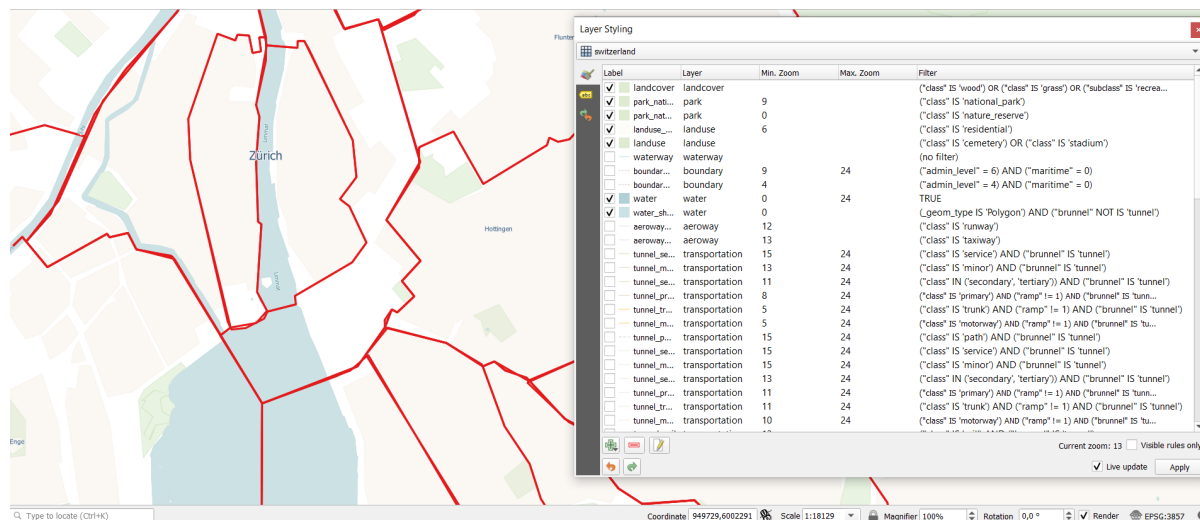 Flunter
Limmat
Zürich
Hottingen
Limmat
Enge
Layer Styling
switzerland
abc
Label Layer Min. Zoom Max. Zoom Filter
landcover landcover ("class" IS 'wood') OR ("class" IS 'grass') OR ("subclass" IS 'recrea...
park_nati... park 9 ("class" IS 'national_park')
park_nat... park 0 ("class" IS 'nature_reserve')
landuse_... landuse 6 ("class" IS 'residential')
landuse landuse ("class" IS 'cemetery') OR ("class" IS 'stadium')
waterway waterway (no filter)
boundar... boundary 9 24 ("admin_level" = 6) AND ("maritime" = 0)
boundar... boundary 4 ("admin_level" = 4) AND ("maritime" = 0)
water water 0 24 TRUE
water_sh... water 0 (_geom_type IS 'Polygon') AND ("brunnel" NOT IS 'tunnel')
aeroway... aeroway 12 ("class" IS 'runway')
aeroway... aeroway 13 ("class" IS 'taxiway')
tunnel_se... transportation 15 24 ("class" IS 'service') AND ("brunnel" IS 'tunnel')
tunnel_m... transportation 13 24 ("class" IS 'minor') AND ("brunnel" IS 'tunnel')
tunnel_se... transportation 11 24 ("class" IN ('secondary', 'tertiary')) AND ("brunnel" IS 'tunnel')
tunnel_pr... transportation 8 24 ("class" IS 'primary') AND ("ramp" != 1) AND ("brunnel" IS 'tunn...
tunnel_tr... transportation 5 24 ("class" IS 'trunk') AND ("ramp" != 1) AND ("brunnel" IS 'tunnel')
tunnel_m... transportation 5 24 ("class" IS 'motorway') AND ("ramp" != 1) AND ("brunnel" IS 'tu...
tunnel_p... transportation 15 24 ("class" IS 'path') AND ("brunnel" IS 'tunnel')
tunnel_se... transportation 15 24 ("class" IS 'service') AND ("brunnel" IS 'tunnel')
tunnel_m... transportation 15 24 ("class" IS 'minor') AND ("brunnel" IS 'tunnel')
tunnel_se... transportation 13 24 ("class" IN ('secondary', 'tertiary')) AND ("brunnel" IS 'tunnel')
tunnel_pr... transportation 11 24 ("class" IS 'primary') AND ("ramp" != 1) AND ("brunnel" IS 'tunn...
tunnel_tr... transportation 11 24 ("class" IS 'trunk') AND ("ramp" != 1) AND ("brunnel" IS 'tunnel')
tunnel_m... transportation 10 24 ("class" IS 'motorway') AND ("ramp" != 1) AND ("brunnel" IS 'tu...
Current zoom: 13 Visible rules only
Live update Apply
Type to locate (Ctrl+K) Coordinate 949729,6002291 Scale 1:18129 Magnifier 100% Rotation 0,0 ° Render EPSG:3857